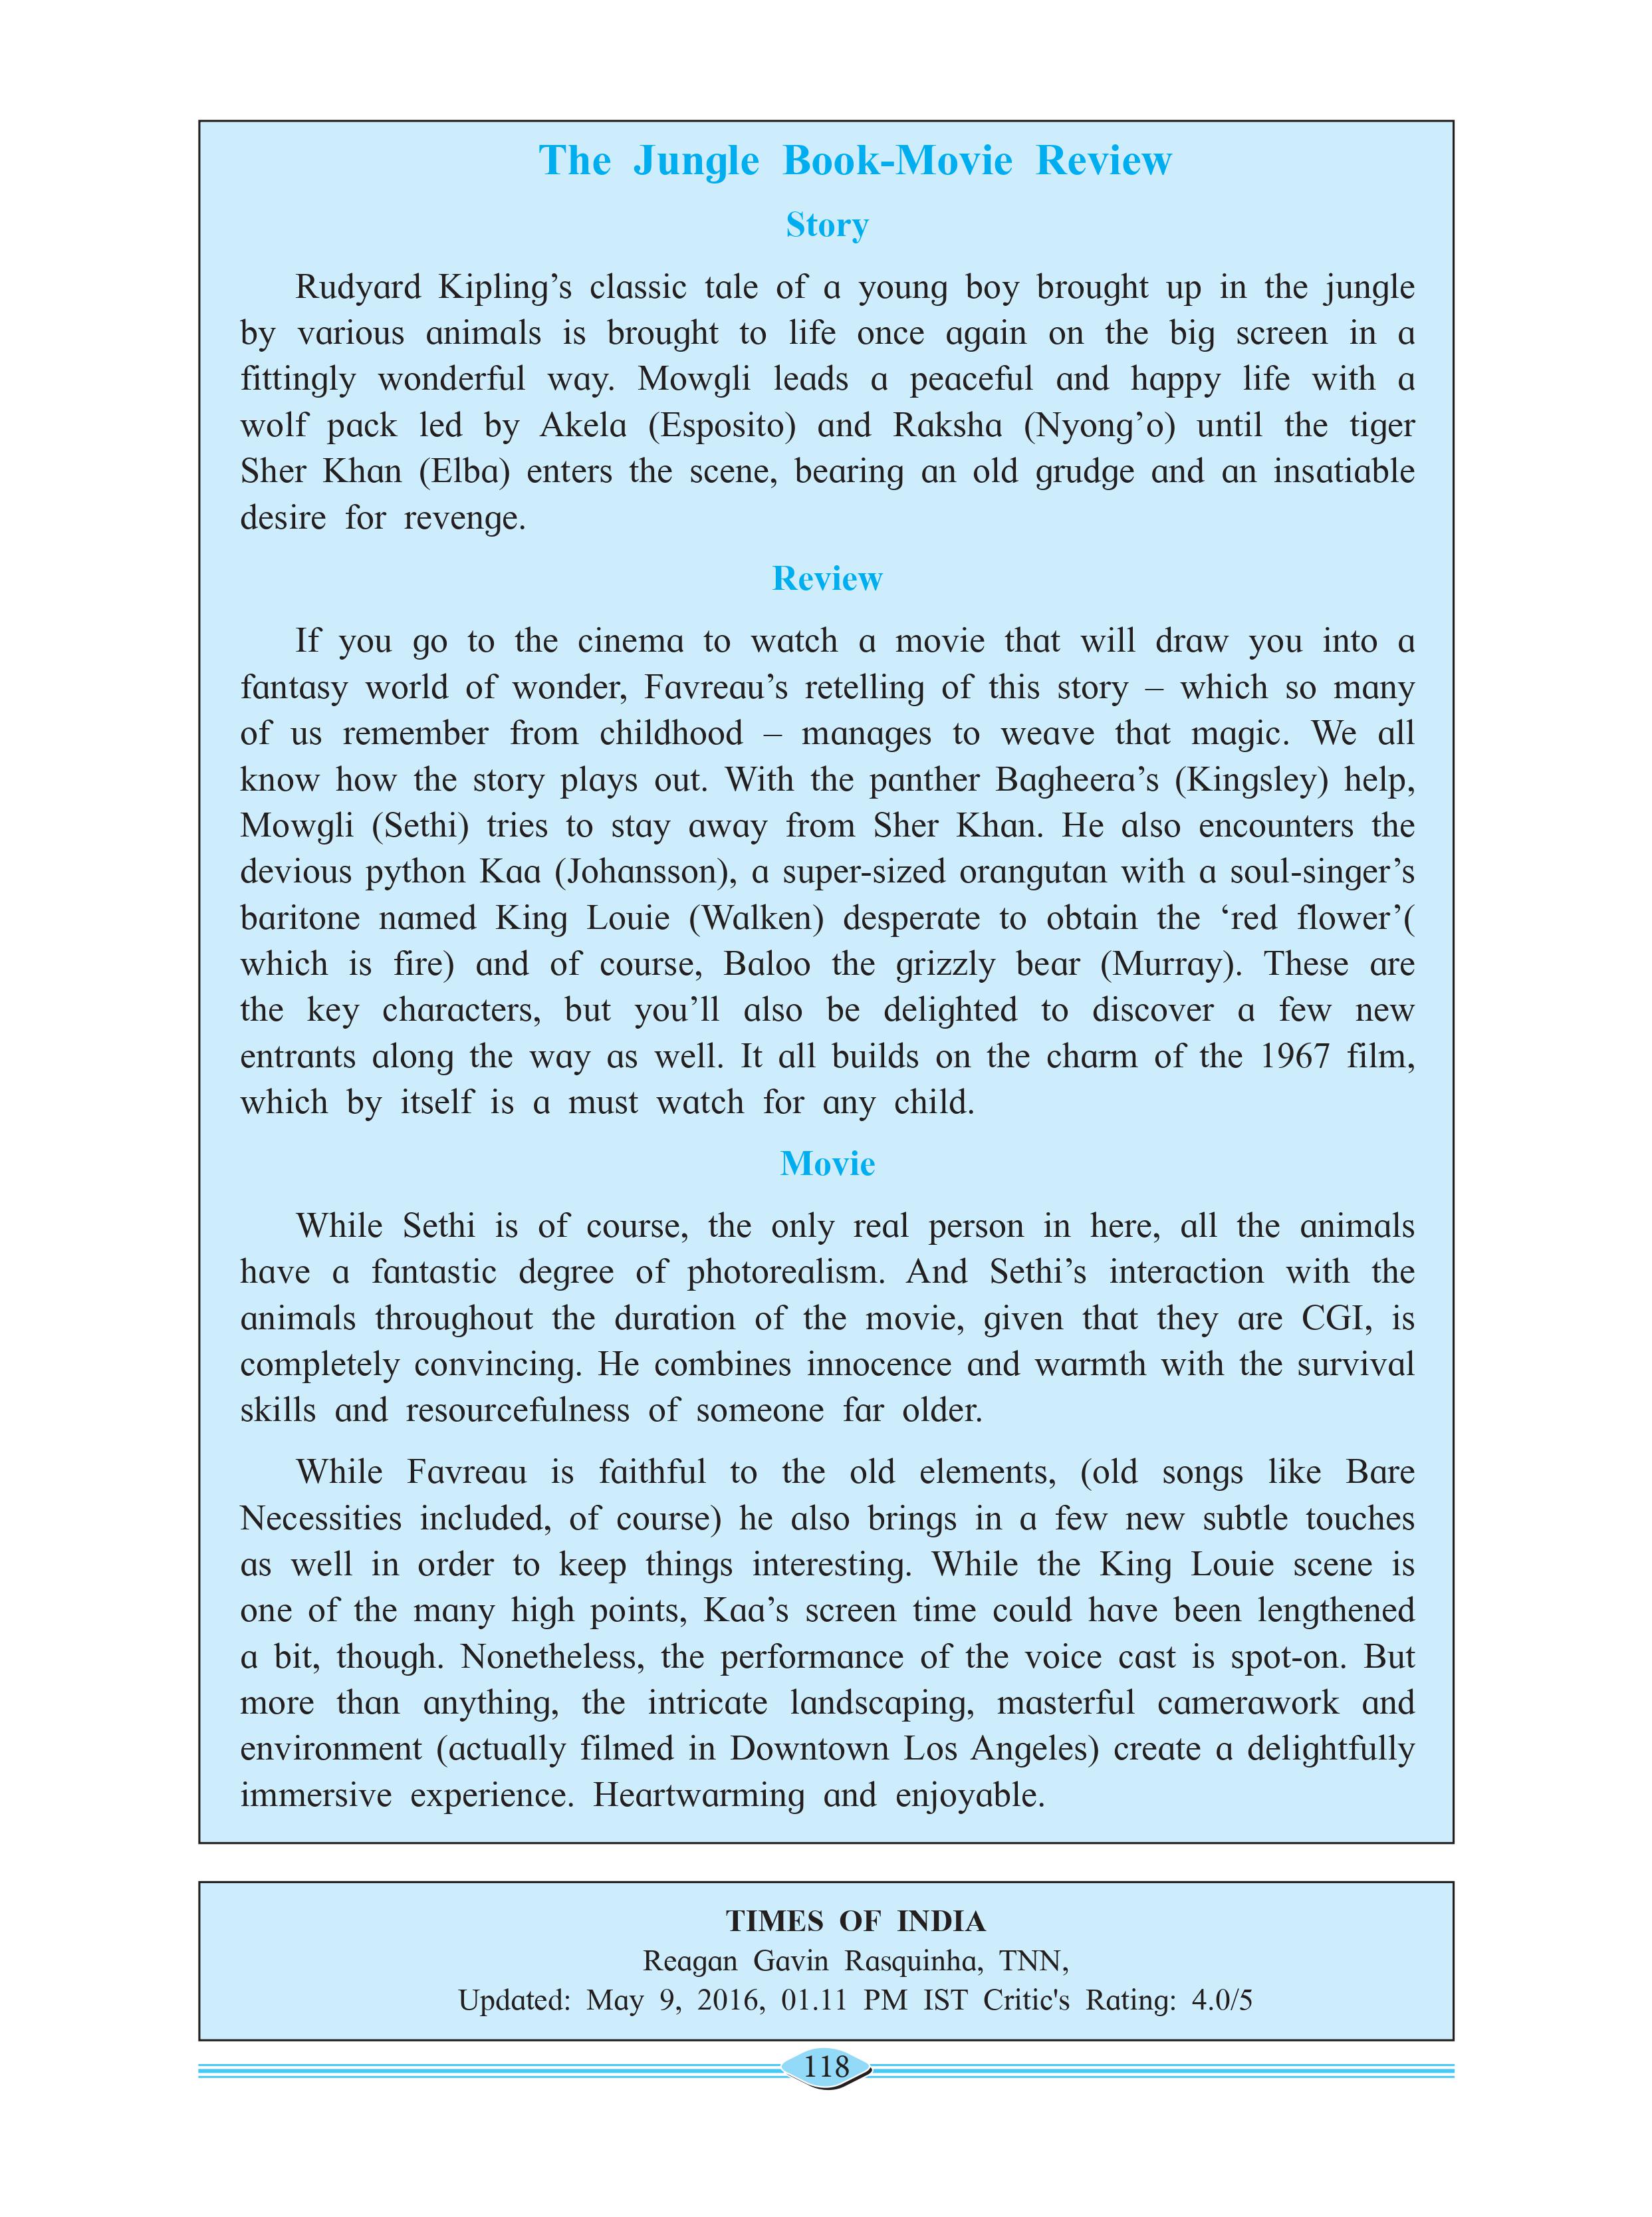 The Jungle Book-Movie Review
Story
Rudyard Kipling’s classic tale of a young boy brought up in the jungle
by various animals is brought to life once again on the big screen in a
fittingly wonderful way. Mowgli leads a peaceful and happy life with a
wolf pack led by Akela (Esposito) and Raksha (Nyong’o) until the tiger
Sher Khan (Elba) enters the scene, bearing an old grudge and an insatiable
desire for revenge.
Review
If you go to the cinema to watch a movie that will draw you into a
fantasy world of wonder, Favreau’s retelling of this story – which so many
of us remember from childhood – manages to weave that magic. We all
know how the story plays out. With the panther Bagheera’s (Kingsley) help,
Mowgli (Sethi) tries to stay away from Sher Khan. He also encounters the
devious python Kaa (Johansson), a super-sized orangutan with a soul-singer’s
baritone named King Louie (Walken) desperate to obtain the ‘red flower’(
which is fire) and of course, Baloo the grizzly bear (Murray). These are
the key characters, but you’ll also be delighted to discover a few new
entrants along the way as well. It all builds on the charm of the 1967 film,
which by itself is a must watch for any child.
Movie
While Sethi is of course, the only real person in here, all the animals
have a fantastic degree of photorealism. And Sethi’s interaction with the
animals throughout the duration of the movie, given that they are CGI, is
completely convincing. He combines innocence and warmth with the survival
skills and resourcefulness of someone far older.
While Favreau is faithful to the old elements, (old songs like Bare
Necessities included, of course) he also brings in a few new subtle touches
as well in order to keep things interesting. While the King Louie scene is
one of the many high points, Kaa’s screen time could have been lengthened
a bit, though. Nonetheless, the performance of the voice cast is spot-on. But
more than anything, the intricate landscaping, masterful camerawork and
environment (actually filmed in Downtown Los Angeles) create a delightfully
immersive experience. Heartwarming and enjoyable.
TIMES OF INDIA
Reagan Gavin Rasquinha, TNN,
Updated: May 9, 2016, 01.11 PM IST Critic's Rating: 4.0/5
118